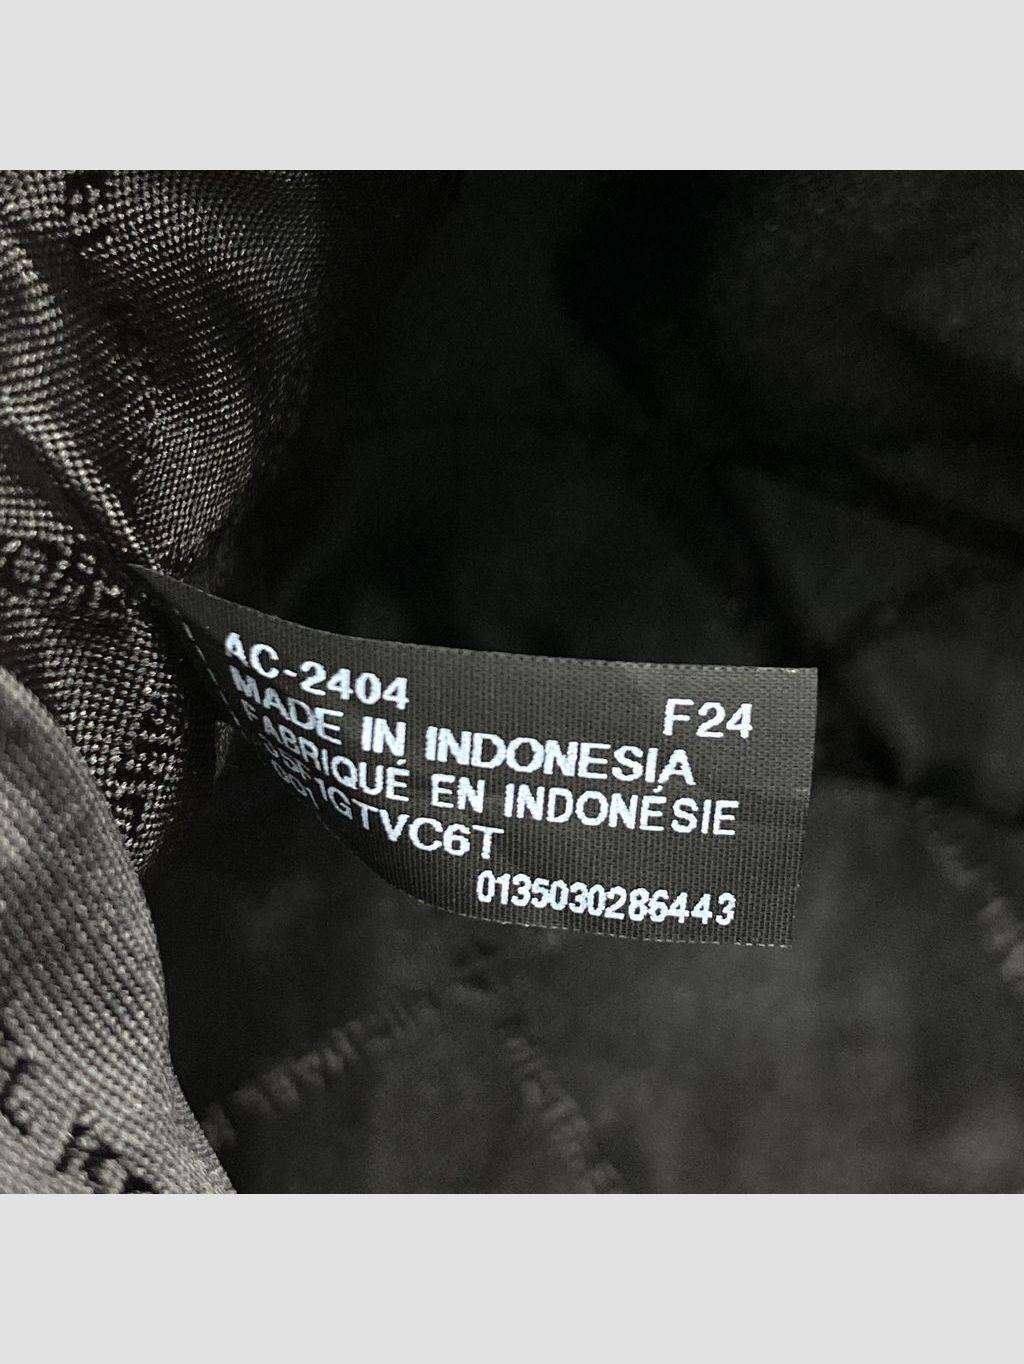 AC-2404 F24
MADE IN INDONESIA
FABRIQUÉ EN INDONÉSIE
0135030286443